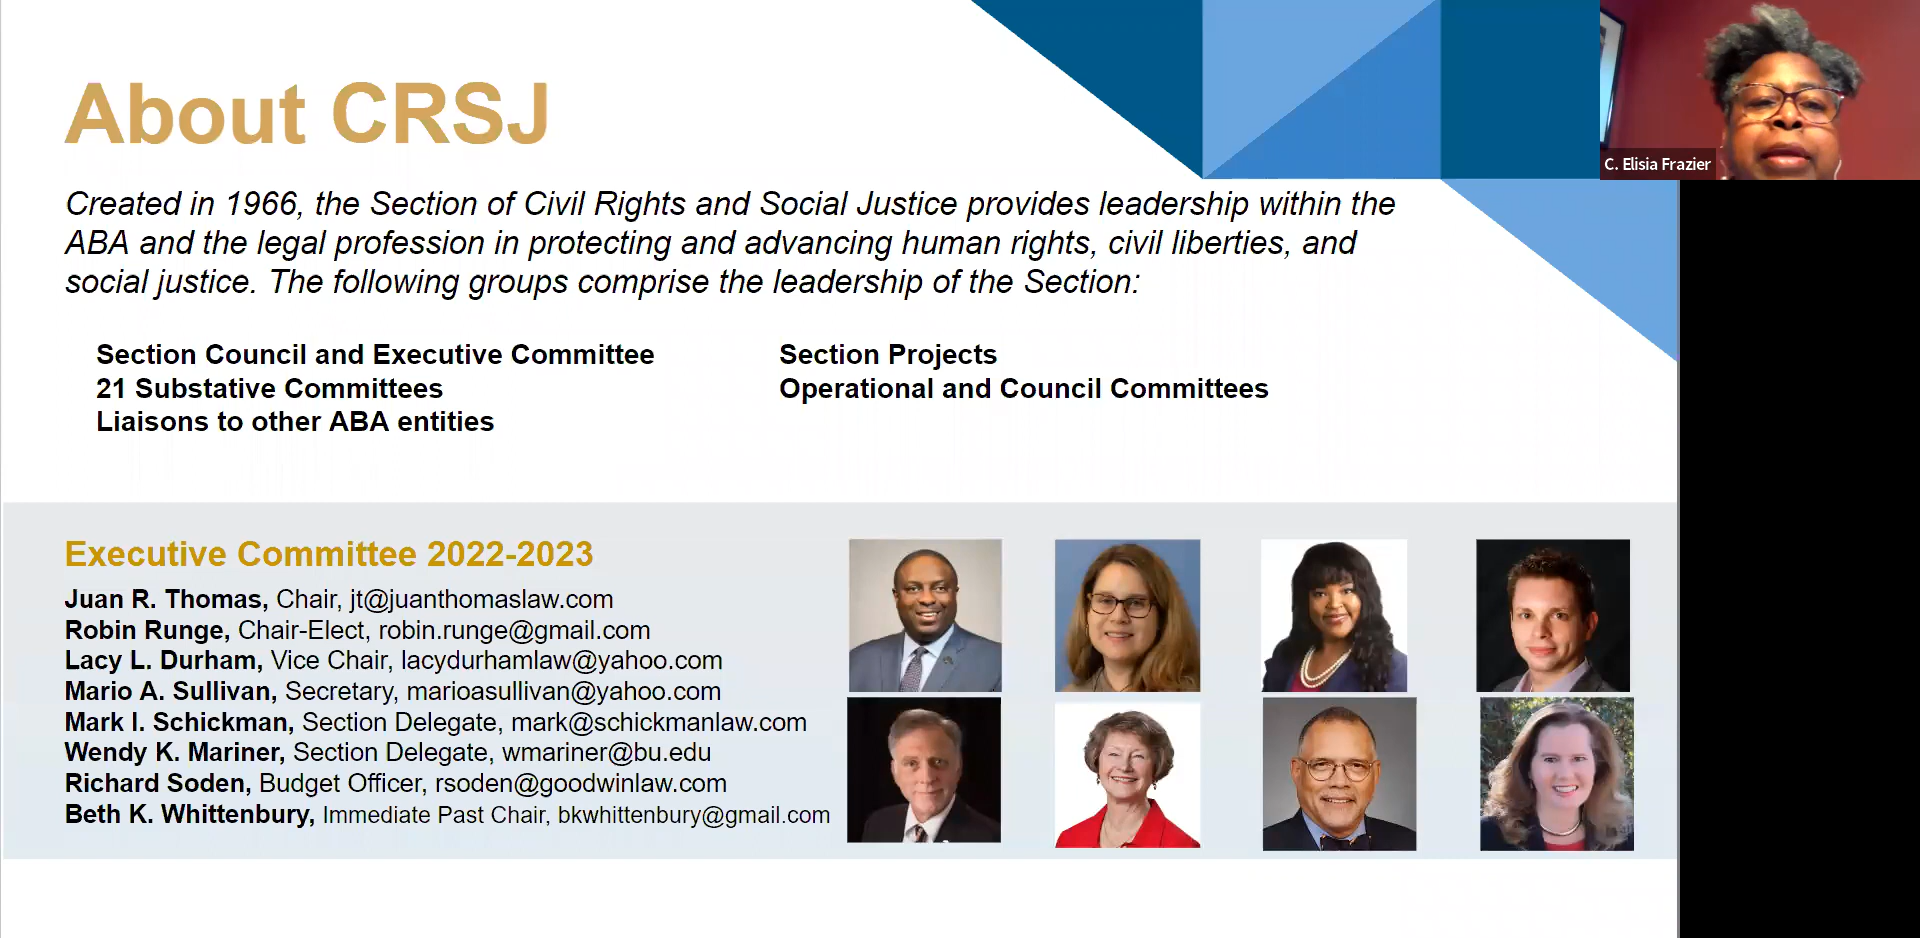 About CRSJ
C. Elisia Frazier
Created in 1966, the Section of Civil Rights and Social Justice provides leadership within the
ABA and the legal profession in protecting and advancing human rights, civil liberties, and
social justice. The following groups comprise the leadership of the Section:
Section Council and Executive Committee
21 Substative Committees
Liaisons to other ABA entities
Section Projects
Operational and Council Committees
Executive Committee 2022-2023
Juan R. Thomas, Chair, jt@juanthomaslaw.com
Robin Runge, Chair-Elect, robin.runge@gmail.com
Lacy L. Durham, Vice Chair, lacydurhamlaw@yahoo.com
Mario A. Sullivan, Secretary, marioasullivan@yahoo.com
Mark I. Schickman, Section Delegate, mark@schickmanlaw.com
Wendy K. Mariner, Section Delegate, wmariner@bu.edu
Richard Soden, Budget Officer, rsoden@goodwinlaw.com
Beth K. Whittenbury, Immediate Past Chair, bkwhittenbury@gmail.com